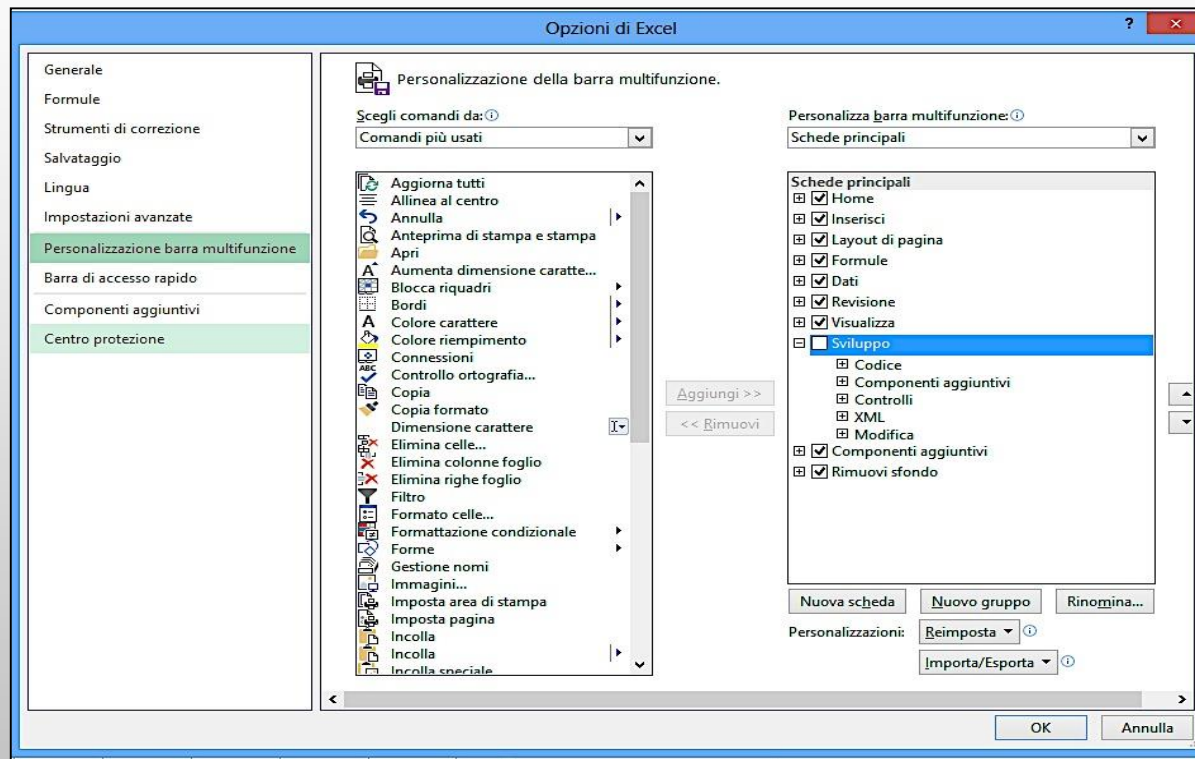 Opzioni di Excel
?
Generale
Formule
Strumenti di correzione
Salvataggio
Lingua
Impostazioni avanzate
Personalizzazione barra multifunzione
Barra di accesso rapido
Componenti aggiuntivi
Centro protezione
Personalizzazione della barra multifunzione.
Scegli comandi da:
Comandi più usati
Aggiorna tutti
Allinea al centro
Annulla
Anteprima di stampa e stampa
Apri
Aumenta dimensione caratte...
Blocca riquadri
Bordi
Colore carattere
Colore riempimento
Connessioni
Controllo ortografia...
Copia
Copia formato
Dimensione carattere
Elimina celle...
Elimina colonne foglio
Elimina righe foglio
Filtro
Formato celle...
Formattazione condizionale
Forme
Gestione nomi
Immagini...
Imposta area di stampa
Imposta pagina
Incolla
Incolla
Incolla speciale
Aggiungi >>
<< Rimuovi
Personalizza barra multifunzione:
Schede principali
Schede principali
Home
Inserisci
Layout di pagina
Formule
Dati
Revisione
Visualizza
Sviluppo
Codice
Componenti aggiuntivi
Controlli
XML
Modifica
Componenti aggiuntivi
Rimuovi sfondo
Nuova scheda
Nuovo gruppo
Rinomina...
Personalizzazioni:
Reimposta
Importa/Esporta
OK
Annulla